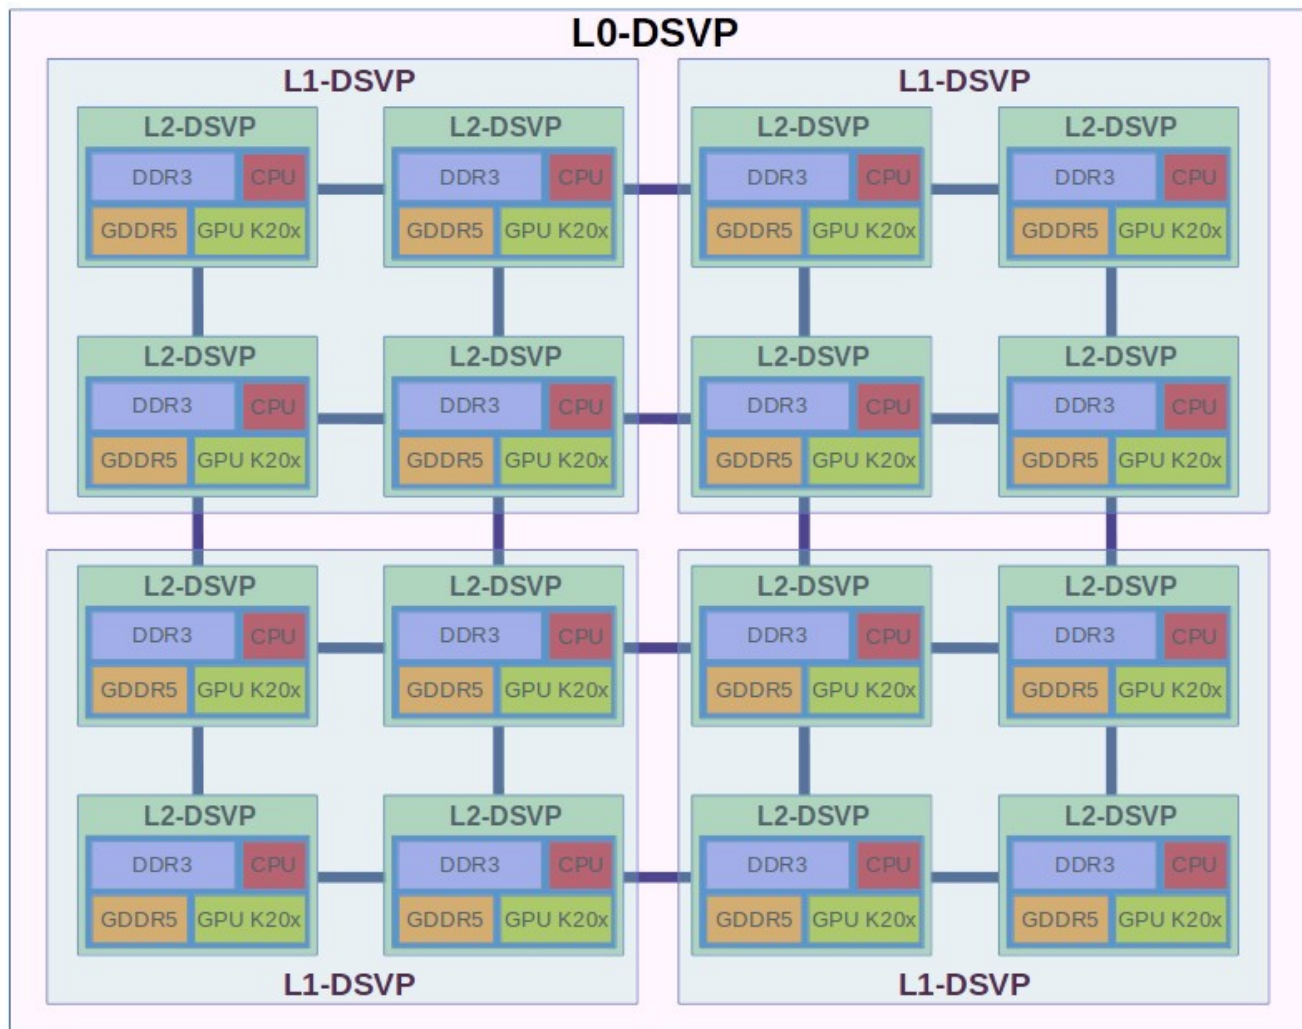 L0-DSVP
L1-DSVP L1-DSVP
L2-DSVP L2-DSVP L2-DSVP L2-DSVP
DDR3 CPU DDR3 CPU DDR3 CPU DDR3 CPU
GDDR5 GPU K20x GDDR5 GPU K20x GDDR5 GPU K20x GDDR5 GPU K20x
L2-DSVP L2-DSVP L2-DSVP L2-DSVP
DDR3 CPU DDR3 CPU DDR3 CPU DDR3 CPU
GDDR5 GPU K20x GDDR5 GPU K20x GDDR5 GPU K20x GDDR5 GPU K20x
L2-DSVP L2-DSVP L2-DSVP L2-DSVP
DDR3 CPU DDR3 CPU DDR3 CPU DDR3 CPU
GDDR5 GPU K20x GDDR5 GPU K20x GDDR5 GPU K20x GDDR5 GPU K20x
L2-DSVP L2-DSVP L2-DSVP L2-DSVP
DDR3 CPU DDR3 CPU DDR3 CPU DDR3 CPU
GDDR5 GPU K20x GDDR5 GPU K20x GDDR5 GPU K20x GDDR5 GPU K20x
L1-DSVP L1-DSVP